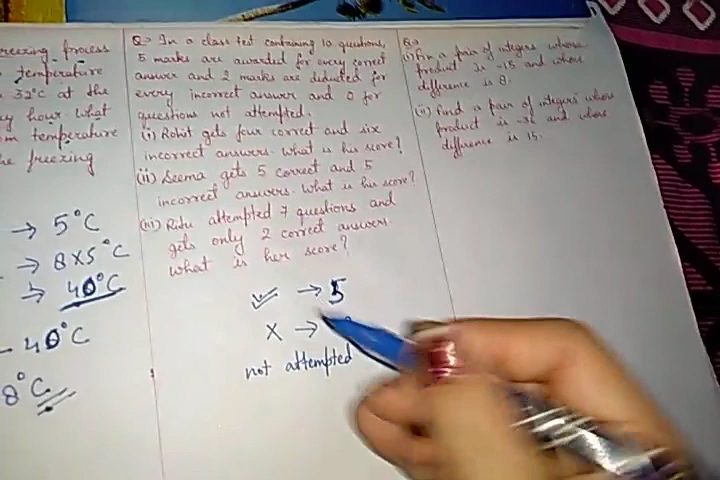 freezing process
temperature
32°C at the
y hour what
m temperature
he freezing
→ 5°C
→ 8×5°C
→ 40°C
- 40°C
8°C
Q→ In a class test containing 10 questions,
5 marks are awarded for every correct
answer and 2 marks are deducted for
every incorrect answer and 0 for
questions not attempted.
(i) Rohit gets four correct and six
incorrect answers. What is his score?
(ii) Seema gets 5 correct and 5
incorrect answers. What is her score?
(iii) Ritu attempted 7 questions and
gets only 2 correct answers.
What is her score?
✓ → 5
X →
not attempted
Q→
(i) Find a pair of integers whose
product is -15 and whose
difference is 8.
(ii) Find a pair of integers whose
product is -36 and whose
difference is 15.